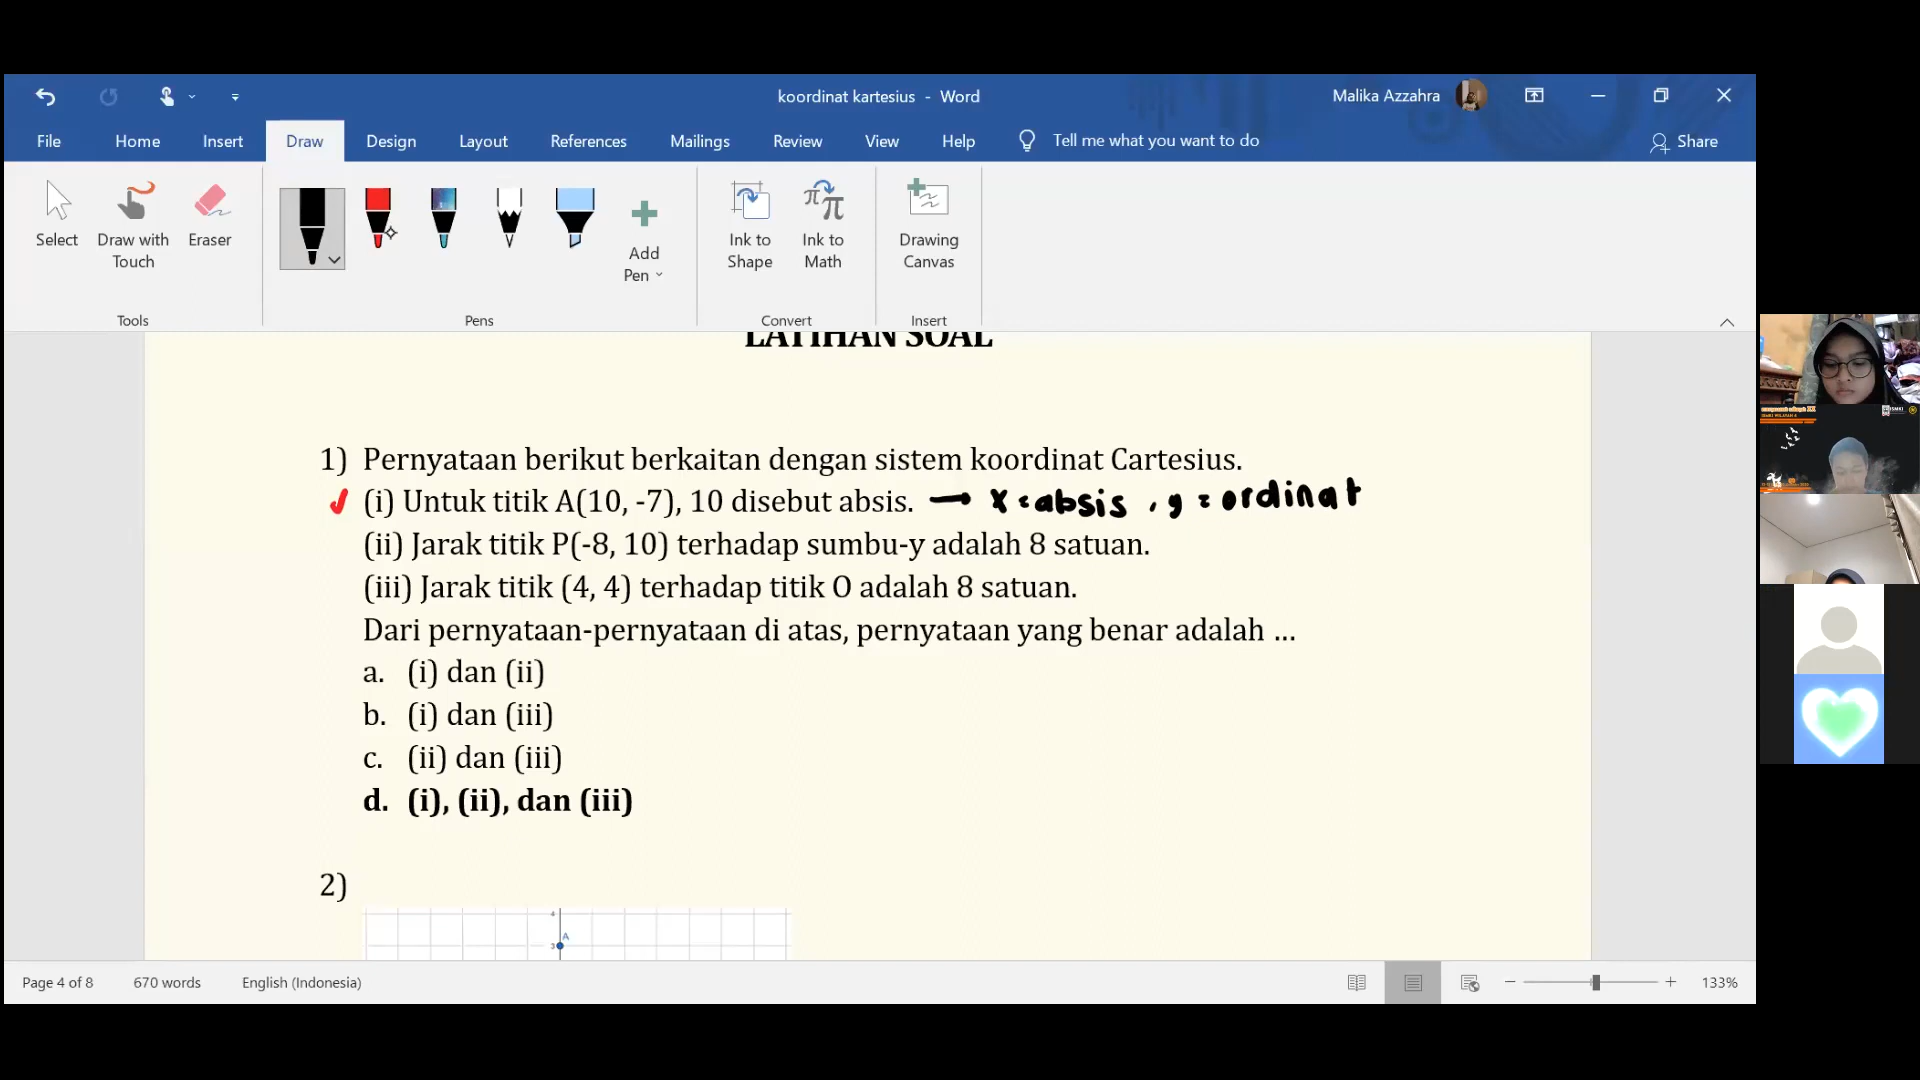 koordinat kartesius - Word
Malika Azzahra
File Home Insert Draw Design Layout References Mailings Review View Help Tell me what you want to do Share
Select
Draw with Touch
Eraser
Add Pen
Ink to Shape
Ink to Math
Drawing Canvas
Tools Pens Convert Insert
LATIHAN SOAL
1) Pernyataan berikut berkaitan dengan sistem koordinat Cartesius.
(i) Untuk titik A(10, -7), 10 disebut absis. → x = absis , y = ordinat
(ii) Jarak titik P(-8, 10) terhadap sumbu-y adalah 8 satuan.
(iii) Jarak titik (4, 4) terhadap titik O adalah 8 satuan.
Dari pernyataan-pernyataan di atas, pernyataan yang benar adalah ...
a. (i) dan (ii)
b. (i) dan (iii)
c. (ii) dan (iii)
d. (i), (ii), dan (iii)
2)
4
A
3
Page 4 of 8 670 words English (Indonesia) 133%